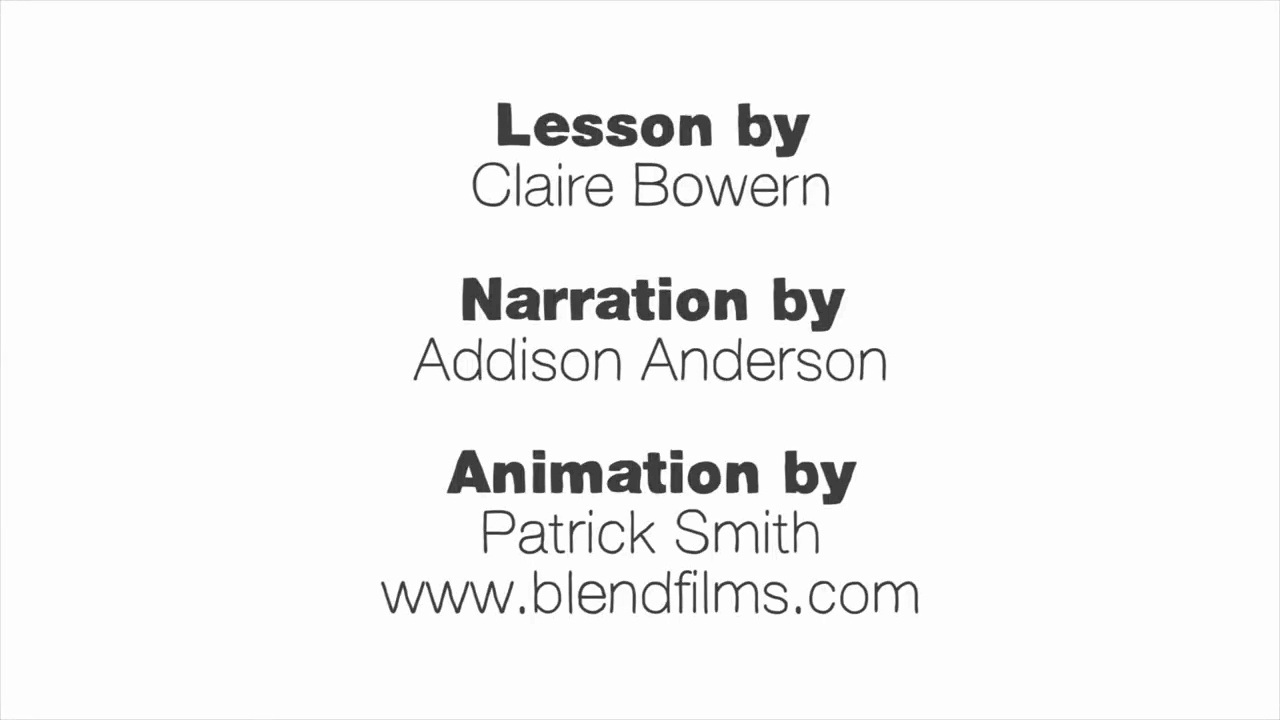 Lesson by
Claire Bowern
Narration by
Addison Anderson
Animation by
Patrick Smith
www.blendfilms.com